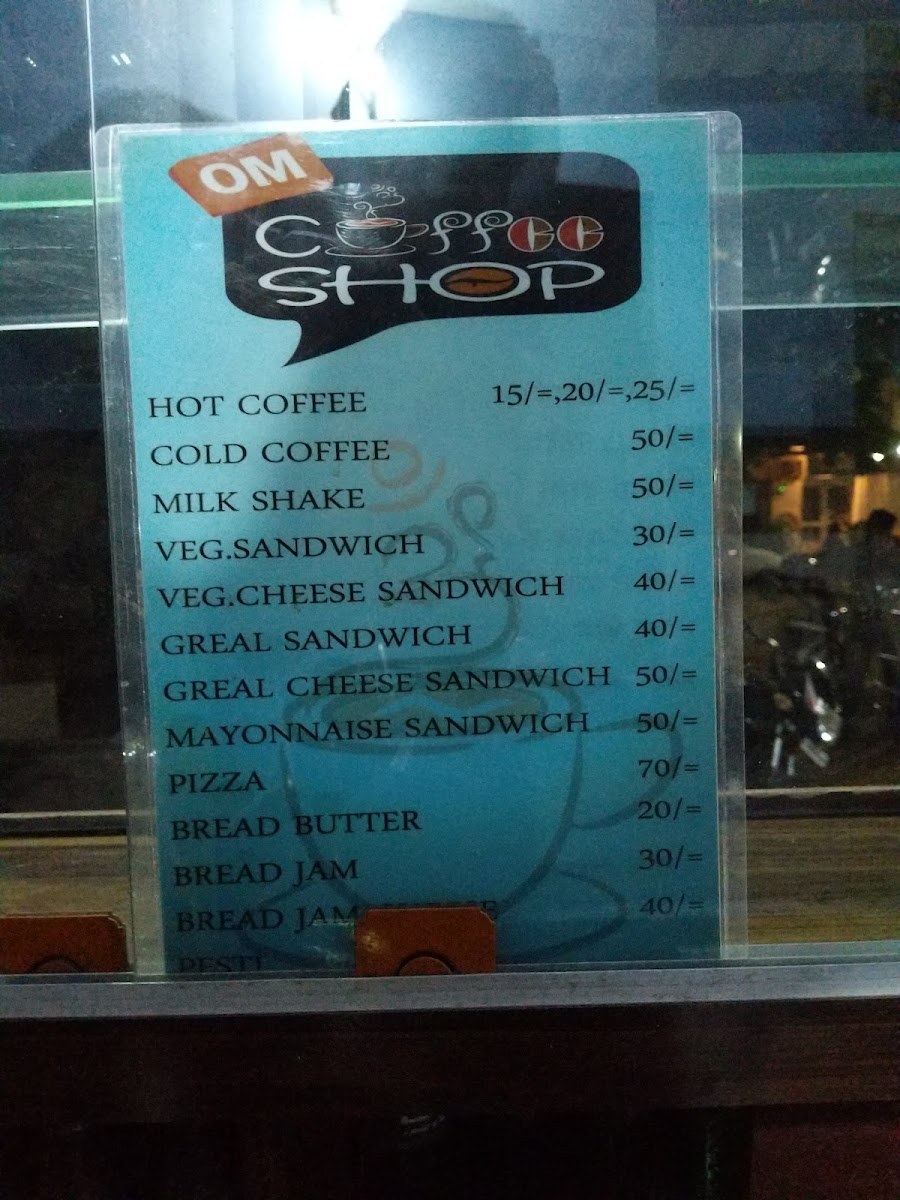 OM
COFFEE
SHOP
HOT COFFEE 15/=,20/=,25/=
COLD COFFEE 50/=
MILK SHAKE 50/=
VEG.SANDWICH 30/=
VEG.CHEESE SANDWICH 40/=
GREAL SANDWICH 40/=
GREAL CHEESE SANDWICH 50/=
MAYONNAISE SANDWICH 50/=
PIZZA 70/=
BREAD BUTTER 20/=
BREAD JAM 30/=
BREAD JAM 40/=